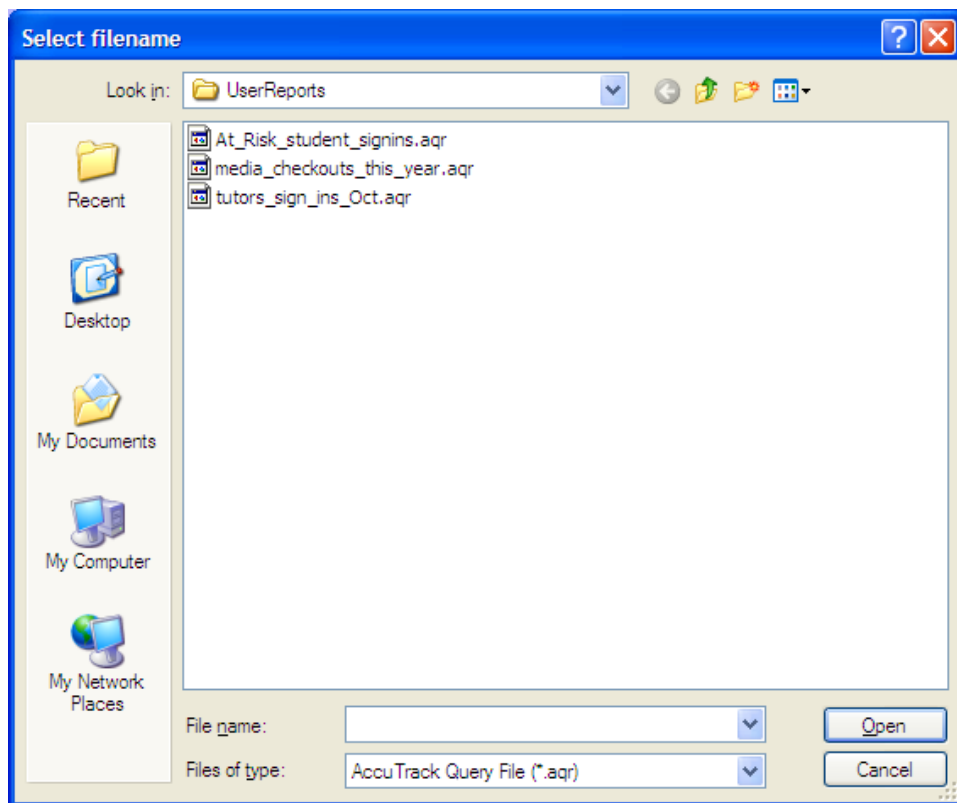 Select filename
Look in: UserReports
Recent
Desktop
My Documents
My Computer
My Network
Places
At_Risk_student_signins.aqr
media_checkouts_this_year.aqr
tutors_sign_ins_Oct.aqr
File name:
Open
Files of type: AccuTrack Query File (*.aqr)
Cancel